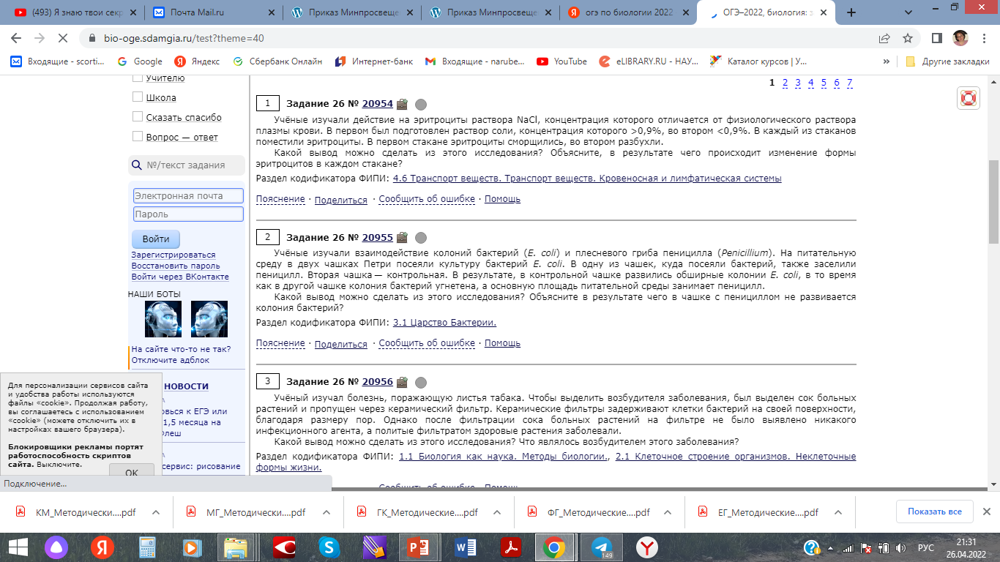 (493) Я знаю твои секр
Почта Mail.ru
Приказ Минпросвеще
Приказ Минпросвеще
огэ по биологии 2022
ОГЭ–2022, биология: з
bio-oge.sdamgia.ru/test?theme=40
Входящие - scorti...
Google
Яндекс
Сбербанк Онлайн
Интернет-банк
Входящие - narube...
YouTube
eLIBRARY.RU - НАУ...
Каталог курсов | У...
»
Другие закладки
Учителю
Школа
Сказать спасибо
Вопрос — ответ
№/текст задания
Электронная почта
Пароль
Войти
Зарегистрироваться
Восстановить пароль
Войти через ВКонтакте
НАШИ БОТЫ
На сайте что-то не так?
Отключите адблок
НОВОСТИ
овься к ЕГЭ или
1,5 месяца на
Флеш
сервис: рисование
Для персонализации сервисов сайта
и удобства работы используются
файлы «cookie». Продолжая работу,
вы соглашаетесь с использованием
«cookie» (можете отключить их в
настройках вашего браузера).
Блокировщики рекламы портят
работоспособность скриптов
сайта. Выключите.
OK
Подключение...
1 2 3 4 5 6 7
1 Задание 26 № 20954
Учёные изучали действие на эритроциты раствора NaCl, концентрация которого отличается от физиологического раствора
плазмы крови. В первом был подготовлен раствор соли, концентрация которого >0,9%, во втором <0,9%. В каждый из стаканов
поместили эритроциты. В первом стакане эритроциты сморщились, во втором разбухли.
Какой вывод можно сделать из этого исследования? Объясните, в результате чего происходит изменение формы
эритроцитов в каждом стакане?
Раздел кодификатора ФИПИ: 4.6 Транспорт веществ. Транспорт веществ. Кровеносная и лимфатическая системы
Пояснение · Поделиться · Сообщить об ошибке · Помощь
2 Задание 26 № 20955
Учёные изучали взаимодействие колоний бактерий (E. coli) и плесневого гриба пеницилла (Penicillium). На питательную
среду в двух чашках Петри посеяли культуру бактерий E. coli. В одну из чашек, куда посеяли бактерий, также заселили
пеницилл. Вторая чашка — контрольная. В результате, в контрольной чашке развились обширные колонии E. coli, в то время
как в другой чашке колония бактерий угнетена, а основную площадь питательной среды занимает пеницилл.
Какой вывод можно сделать из этого исследования? Объясните в результате чего в чашке с пенициллом не развивается
колония бактерий?
Раздел кодификатора ФИПИ: 3.1 Царство Бактерии.
Пояснение · Поделиться · Сообщить об ошибке · Помощь
3 Задание 26 № 20956
Учёный изучал болезнь, поражающую листья табака. Чтобы выделить возбудителя заболевания, был выделен сок больных
растений и пропущен через керамический фильтр. Керамические фильтры задерживают клетки бактерий на своей поверхности,
благодаря размеру пор. Однако после фильтрации сока больных растений на фильтре не было выявлено никакого
инфекционного агента, а политые фильтратом здоровые растения заболевали.
Какой вывод можно сделать из этого исследования? Что являлось возбудителем этого заболевания?
Раздел кодификатора ФИПИ: 1.1 Биология как наука. Методы биологии., 2.1 Клеточное строение организмов. Неклеточные
формы жизни.
Сообщить об ошибке · Помощь
КМ_Методически....pdf
МГ_Методически....pdf
ГК_Методические....pdf
ФГ_Методические....pdf
ЕГ_Методические....pdf
Показать все
149
РУС
21:31
26.04.2022